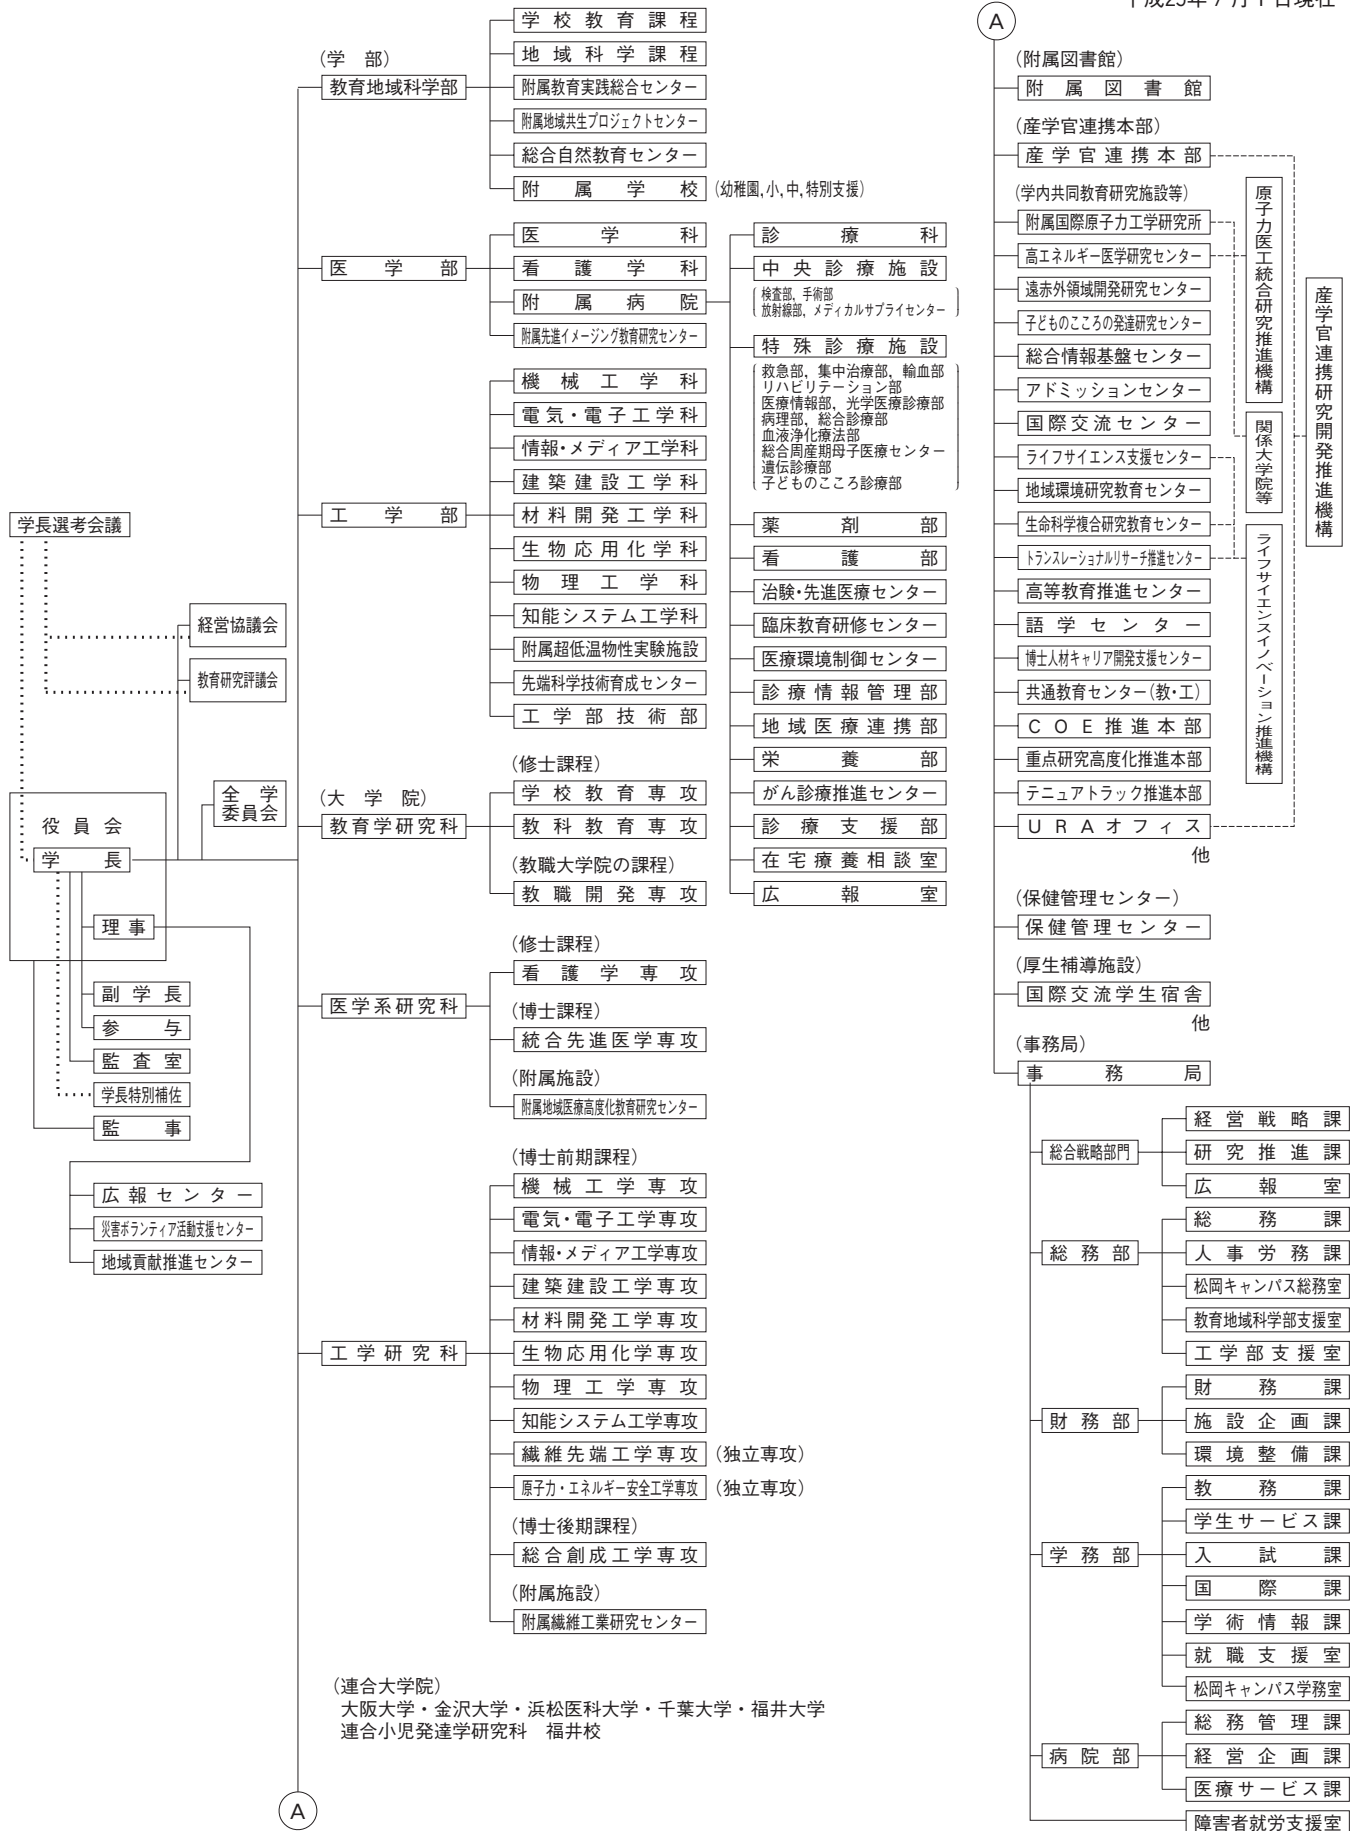 平成25年7月1日現在
学長選考会議
経営協議会
教育研究評議会
全学
委員会
役員会
学長
理事
副学長
参与
監査室
学長特別補佐
監事
広報センター
災害ボランティア活動支援センター
地域貢献推進センター
(学部)
教育地域科学部
学校教育課程
地域科学課程
附属教育実践総合センター
附属地域共生プロジェクトセンター
総合自然教育センター
附属学校 (幼稚園,小,中,特別支援)
医学部
医学科
看護学科
附属病院
附属先進イメージング教育研究センター
診療科
中央診療施設
検査部,手術部
放射線部,メディカルサプライセンター
特殊診療施設
救急部,集中治療部,輸血部
リハビリテーション部
医療情報部,光学医療診療部
病理部,総合診療部
血液浄化療法部
総合周産期母子医療センター
遺伝診療部
子どものこころ診療部
薬剤部
看護部
治験・先進医療センター
臨床教育研修センター
医療環境制御センター
診療情報管理部
地域医療連携部
栄養部
がん診療推進センター
診療支援部
在宅療養相談室
広報室
工学部
機械工学科
電気・電子工学科
情報・メディア工学科
建築建設工学科
材料開発工学科
生物応用化学科
物理工学科
知能システム工学科
附属超低温物性実験施設
先端科学技術育成センター
工学部技術部
(大学院)
教育学研究科
(修士課程)
学校教育専攻
教科教育専攻
(教職大学院の課程)
教職開発専攻
医学系研究科
(修士課程)
看護学専攻
(博士課程)
統合先進医学専攻
(附属施設)
附属地域医療高度化教育研究センター
工学研究科
(博士前期課程)
機械工学専攻
電気・電子工学専攻
情報・メディア工学専攻
建築建設工学専攻
材料開発工学専攻
生物応用化学専攻
物理工学専攻
知能システム工学専攻
繊維先端工学専攻 (独立専攻)
原子力・エネルギー安全工学専攻 (独立専攻)
(博士後期課程)
総合創成工学専攻
(附属施設)
附属繊維工業研究センター
(連合大学院)
大阪大学・金沢大学・浜松医科大学・千葉大学・福井大学
連合小児発達学研究科 福井校
A
A
(附属図書館)
附属図書館
(産学官連携本部)
産学官連携本部
(学内共同教育研究施設等)
附属国際原子力工学研究所
高エネルギー医学研究センター
遠赤外領域開発研究センター
子どものこころの発達研究センター
総合情報基盤センター
アドミッションセンター
国際交流センター
ライフサイエンス支援センター
地域環境研究教育センター
生命科学複合研究教育センター
トランスレーショナルリサーチ推進センター
高等教育推進センター
語学センター
博士人材キャリア開発支援センター
共通教育センター(教・工)
COE推進本部
重点研究高度化推進本部
テニュアトラック推進本部
URAオフィス
他
原子力医工統合研究推進機構
関係大学院等
ライフサイエンスイノベーション推進機構
産学官連携研究開発推進機構
(保健管理センター)
保健管理センター
(厚生補導施設)
国際交流学生宿舎
他
(事務局)
事務局
総合戦略部門
経営戦略課
研究推進課
広報室
総務部
総務課
人事労務課
松岡キャンパス総務室
教育地域科学部支援室
工学部支援室
財務部
財務課
施設企画課
環境整備課
学務部
教務課
学生サービス課
入試課
国際課
学術情報課
就職支援室
松岡キャンパス学務室
病院部
総務管理課
経営企画課
医療サービス課
障害者就労支援室